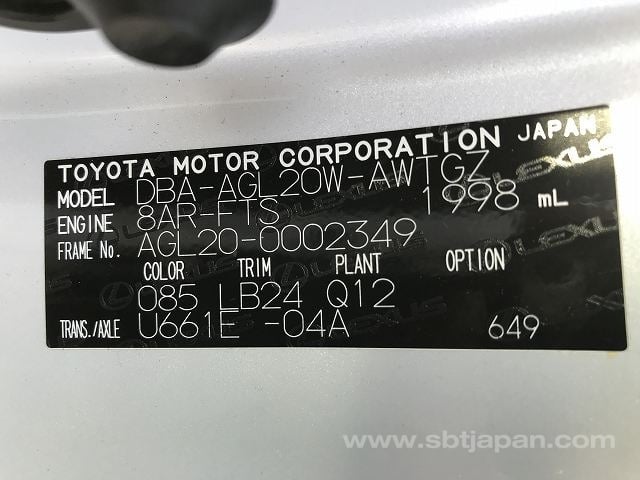 TOYOTA MOTOR CORPORATION JAPAN
MODEL DBA-AGL20W-AWTGZ
ENGINE 8AR-FTS 1998 mL
FRAME No. AGL20-0002349
COLOR TRIM PLANT OPTION
085 LB24 Q12
TRANS./AXLE U661E -04A 649
LEXUS
www.sbtjapan.com